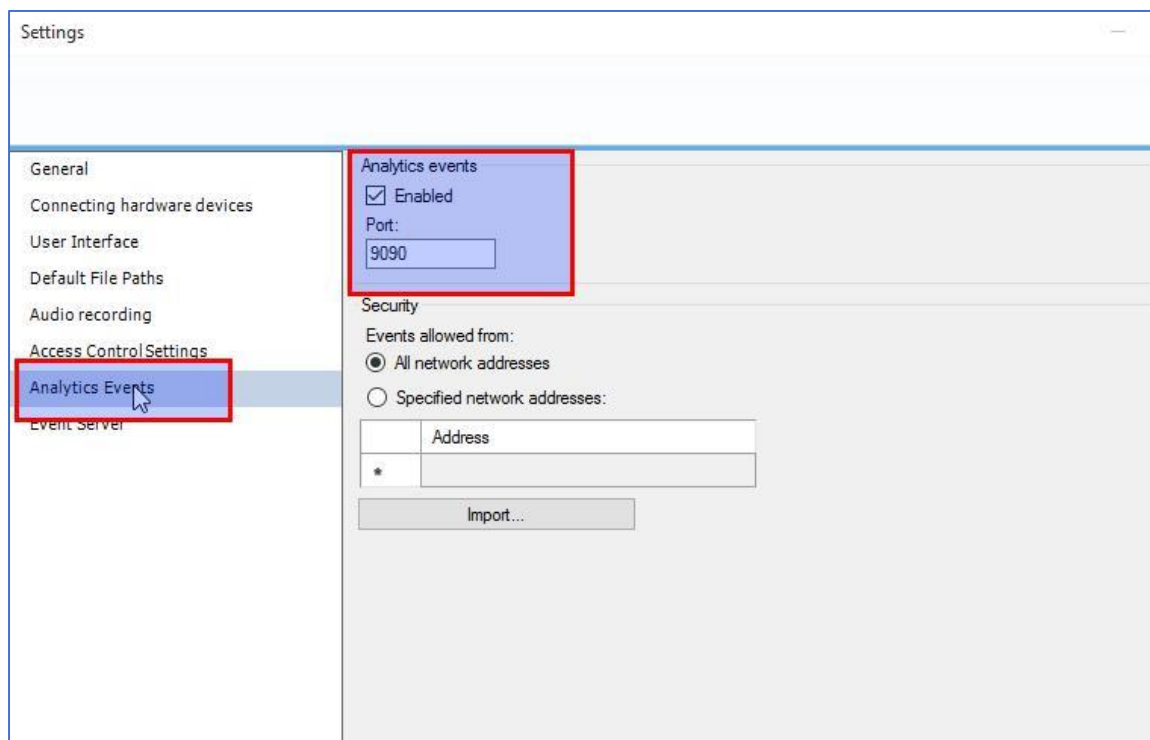 Settings
General
Connecting hardware devices
User Interface
Default File Paths
Audio recording
Access Control Settings
Analytics Events
Event Server
Analytics events
Enabled
Port:
9090
Security
Events allowed from:
All network addresses
Specified network addresses:
Address
*
Import...